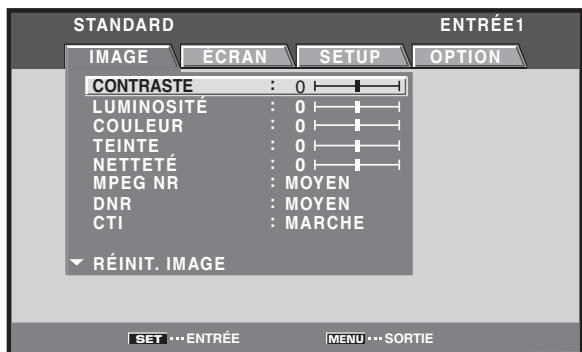 STANDARD ENTRÉE1
IMAGE ÉCRAN SETUP OPTION
CONTRASTE : 0
LUMINOSITÉ : 0
COULEUR : 0
TEINTE : 0
NETTETÉ : 0
MPEG NR : MOYEN
DNR : MOYEN
CTI : MARCHE
RÉINIT. IMAGE
SET ··· ENTRÉE MENU ··· SORTIE